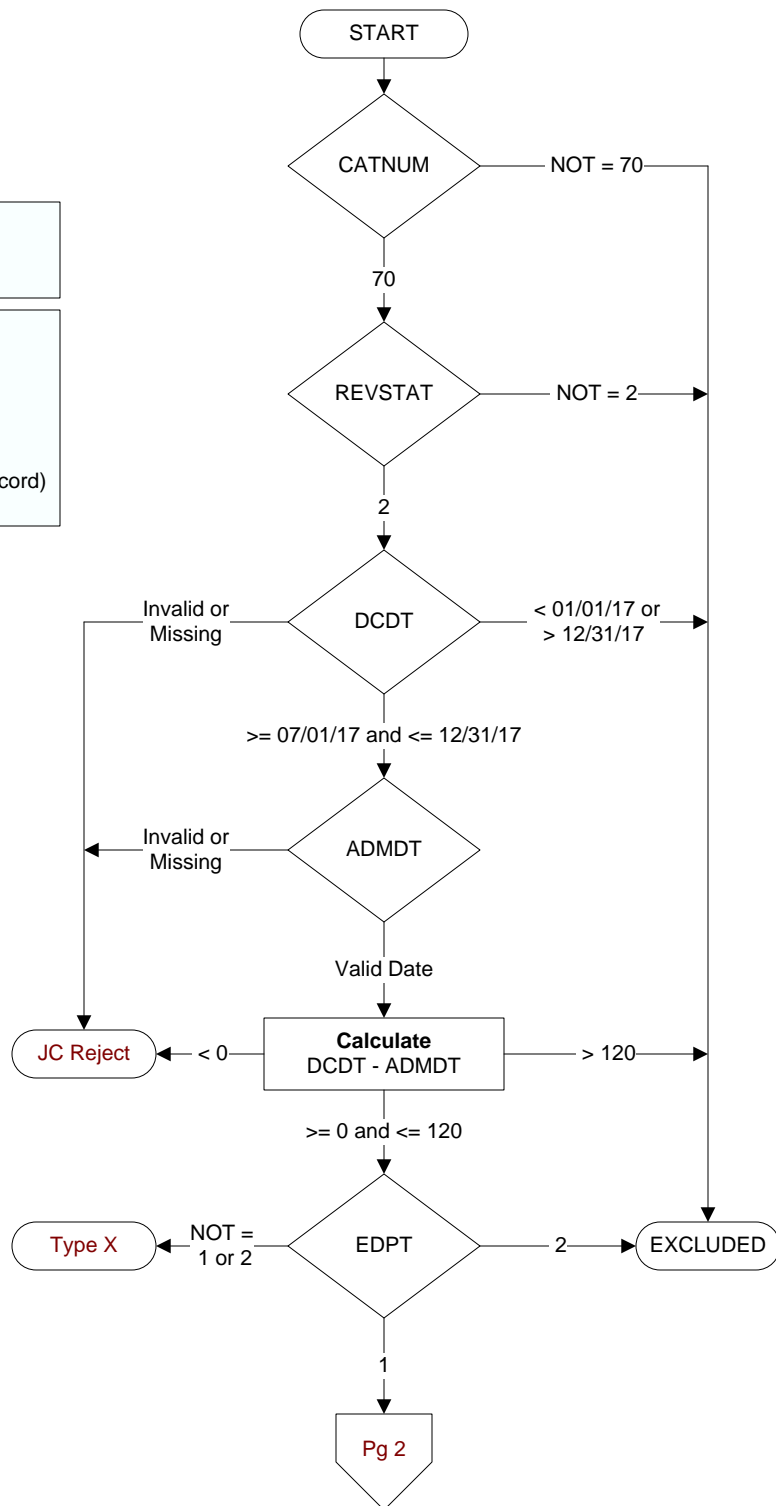 START
CATNUM
NOT = 70
70
REVSTAT
NOT = 2
cord)
2
Invalid or
Missing
DCDT
< 01/01/17 or
> 12/31/17
>= 07/01/17 and <= 12/31/17
Invalid or
Missing
ADMDT
Valid Date
JC Reject
< 0
Calculate
DCDT - ADMDT
> 120
>= 0 and <= 120
Type X
NOT =
1 or 2
EDPT
2
EXCLUDED
1
Pg 2